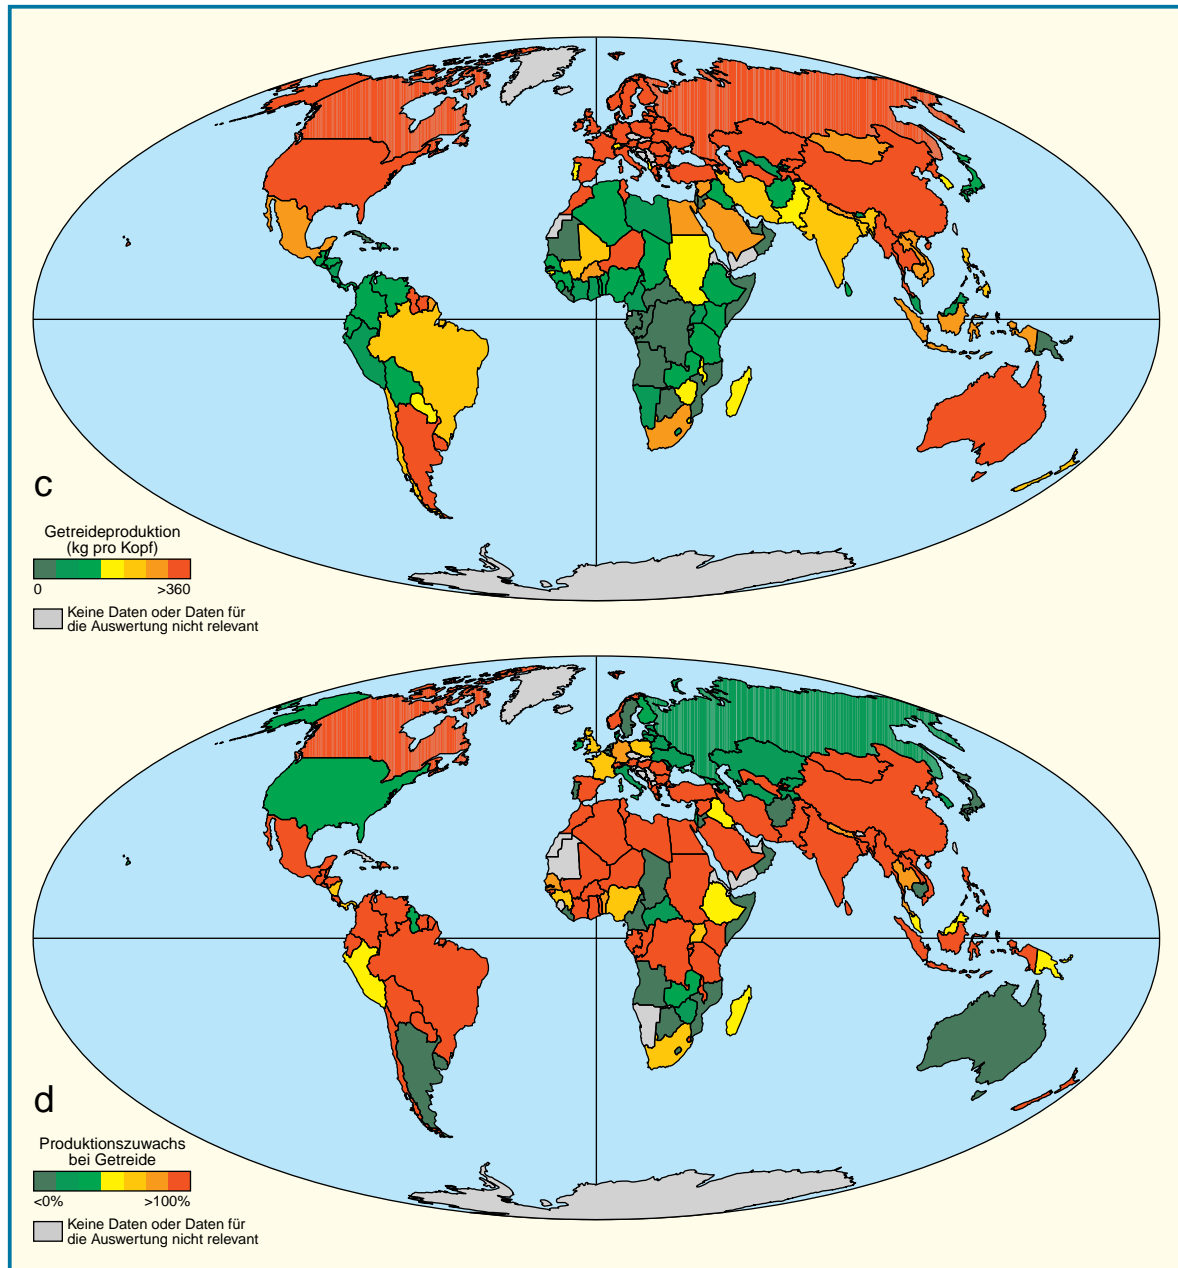 c
Getreideproduktion
(kg pro Kopf)
0 >360
Keine Daten oder Daten für
die Auswertung nicht relevant
d
Produktionszuwachs
bei Getreide
<0% >100%
Keine Daten oder Daten für
die Auswertung nicht relevant